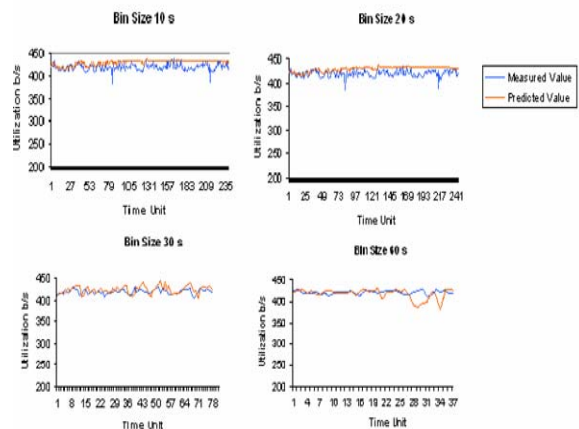 Bin Size 10 s
450
400
350
300
250
200
Utilization b/s
1 27 53 79 105 131 157 183 209 235
Time Unit
Bin Size 20 s
450
400
350
300
250
200
Utilization b/s
1 25 49 73 97 121 145 169 193 217 241
Time Unit
Measured Value
Predicted Value
Bin Size 30 s
450
400
350
300
250
200
Utilization b/s
1 8 15 22 29 36 43 50 57 64 71 78
Time Unit
Bin Size 60 s
450
400
350
300
250
200
Utilization b/s
1 4 7 10 13 16 19 22 25 28 31 34 37
Time Unit